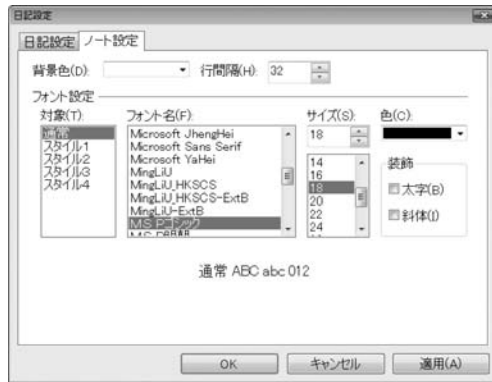 日記設定
日記設定 ノート設定
背景色(D): 行間隔(H): 32
フォント設定
対象(T): フォント名(F): サイズ(S): 色(C):
通常
スタイル1
スタイル2
スタイル3
スタイル4
Microsoft JhengHei
Microsoft Sans Serif
Microsoft YaHei
MingLiU
MingLiU_HKSCS
MingLiU_HKSCS-ExtB
MingLiU-ExtB
MS Pゴシック
MS P明朝
18
14
16
18
20
22
24
装飾
太字(B)
斜体(I)
通常 ABC abc 012
OK キャンセル 適用(A)